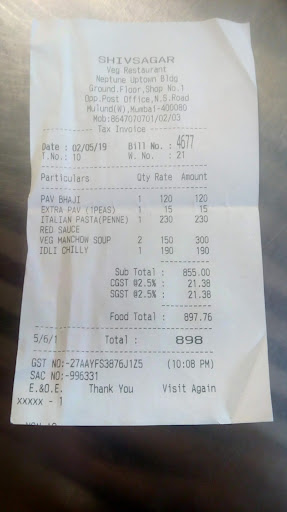 SHIVSAGAR
Veg Restaurant
Neptune Uptown Bldg
Ground.Floor,Shop No.1
Opp.Post Office,N.S.Road
Mulund(W),Mumbai-400080
Mob:8647070701/02/03
Tax Invoice
Date : 02/05/19 Bill No. : 4677
T.No.: 10 W. No. : 21
Particulars Qty Rate Amount
PAV BHAJI 1 120 120
EXTRA PAV (1PEAS) 1 15 15
ITALIAN PASTA(PENNE) 1 230 230
RED SAUCE
VEG MANCHOW SOUP 2 150 300
IDLI CHILLY 1 190 190
Sub Total : 855.00
CGST @2.5% : 21.38
SGST @2.5% : 21.38
Food Total : 897.76
5/6/1 Total : 898
GST NO:-27AAYFS3876J1Z5 (10:08 PM)
SAC NO:-996331
E.&O.E. Thank You Visit Again
xxxxx - 1